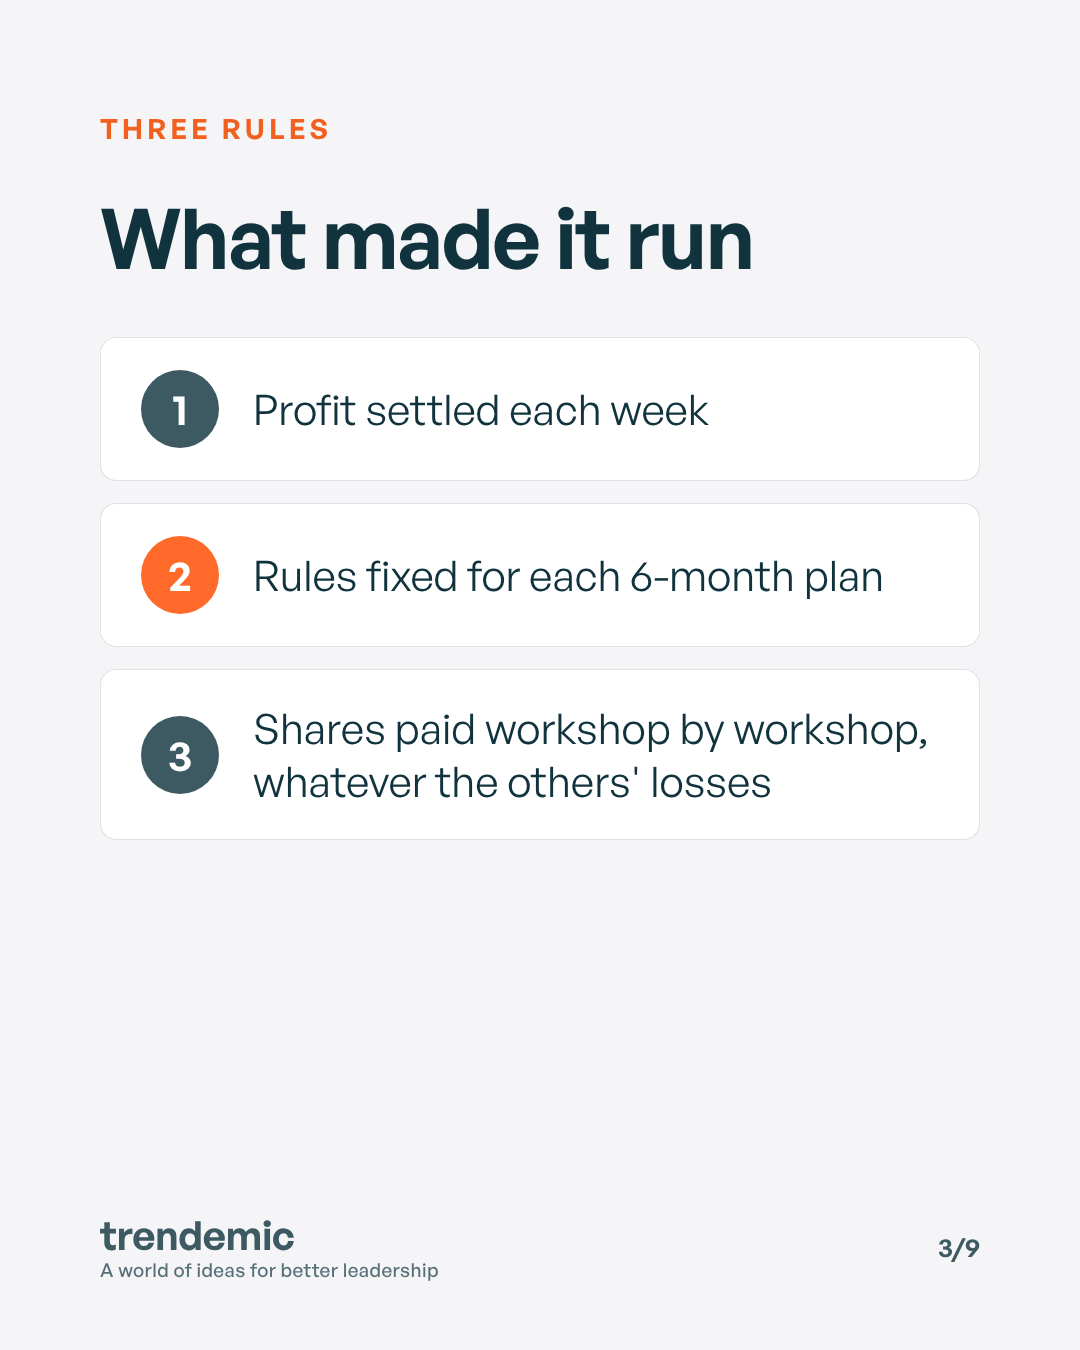 THREE RULES
What made it run
1
Profit settled each week
2
Rules fixed for each 6-month plan
3
Shares paid workshop by workshop,
whatever the others' losses
trendemic
A world of ideas for better leadership
3/9